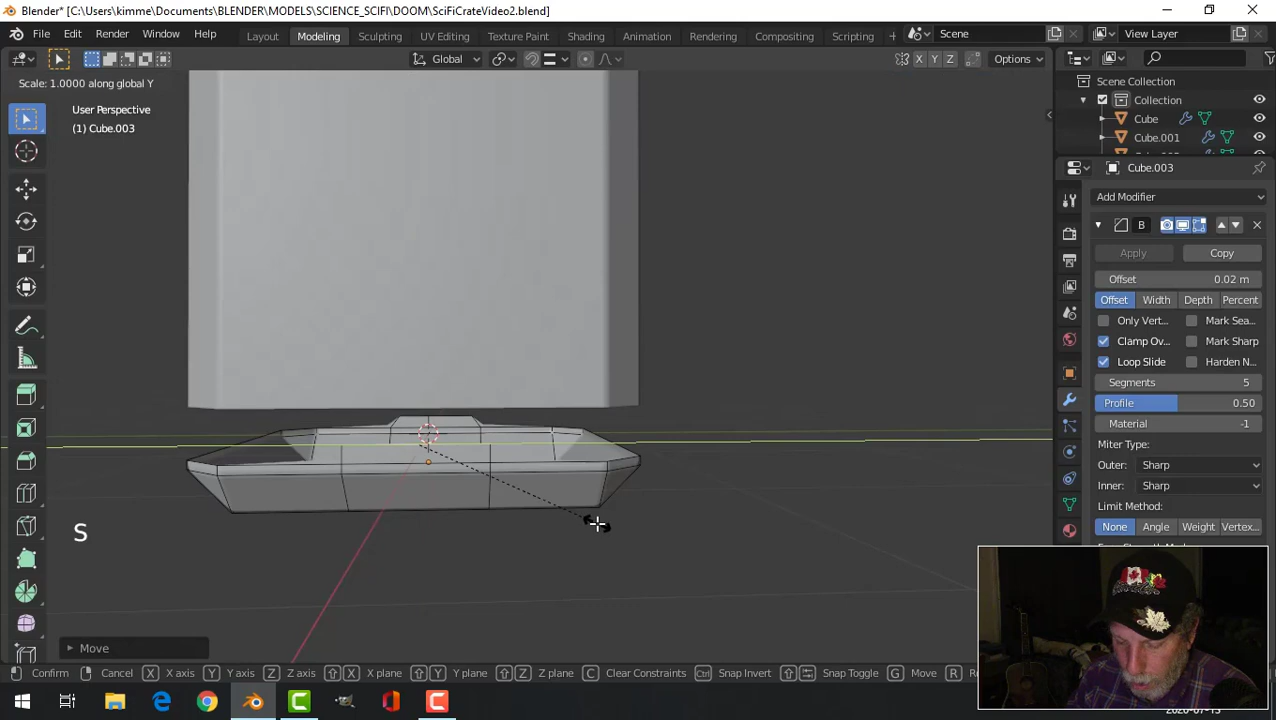 Blender* [C:\Users\kimme\Documents\BLENDER\MODELS\SCIENCE_SCIFI\DOOM\SciFiCrateVideo2.blend]
File Edit Render Window Help Layout Modeling Sculpting UV Editing Texture Paint Shading Animation Rendering Compositing Scripting + Scene View Layer
Global X Y Z Options
Scale: 1.0000 along global Y
User Perspective
(1) Cube.003
Scene Collection
Collection
Cube
Cube.001
Cube.003
Add Modifier
B
Apply Copy
Offset 0.02 m
Offset Width Depth Percent
Only Vert... Mark Sea...
Clamp Ov... Mark Sharp
Loop Slide Harden N...
Segments 5
Profile 0.50
Material -1
Miter Type:
Outer: Sharp
Inner: Sharp
Limit Method:
None Angle Weight Vertex...
S
Move
Confirm Cancel X X axis Y Y axis Z Z axis X X plane Y Y plane Z Z plane C Clear Constraints Ctrl Snap Invert Snap Toggle G Move R